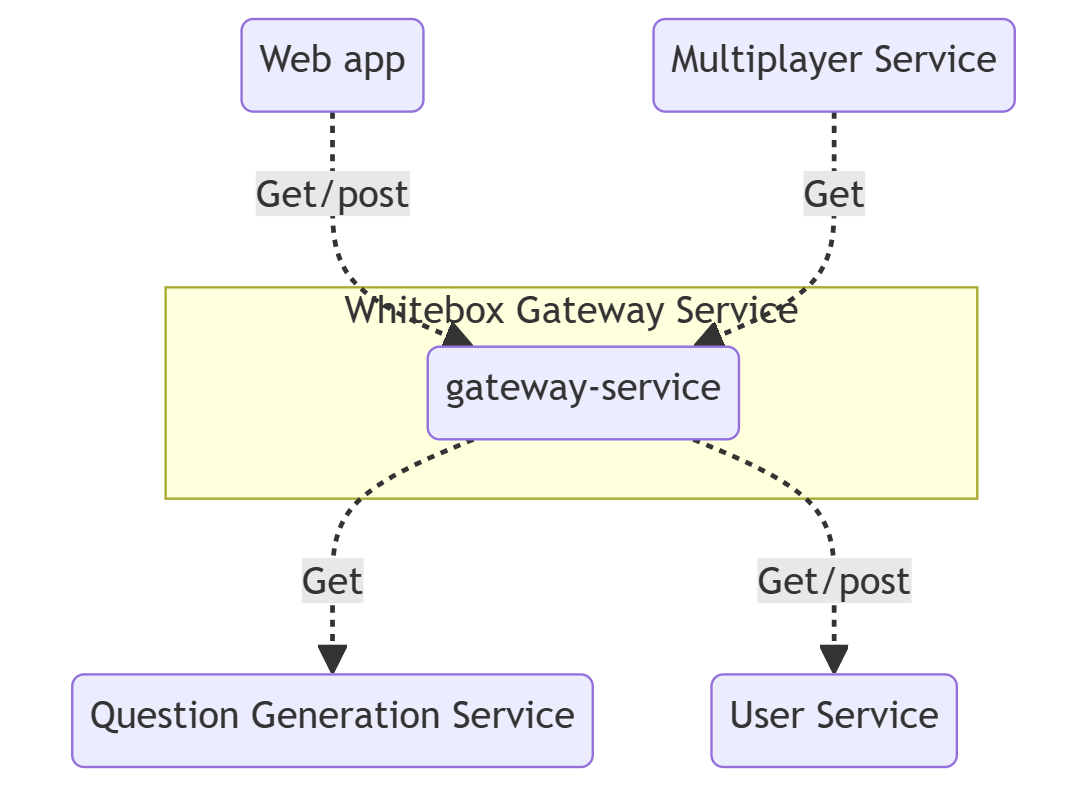 Web app
Multiplayer Service
Get/post
Get
Whitebox Gateway Service
gateway-service
Get
Get/post
Question Generation Service
User Service